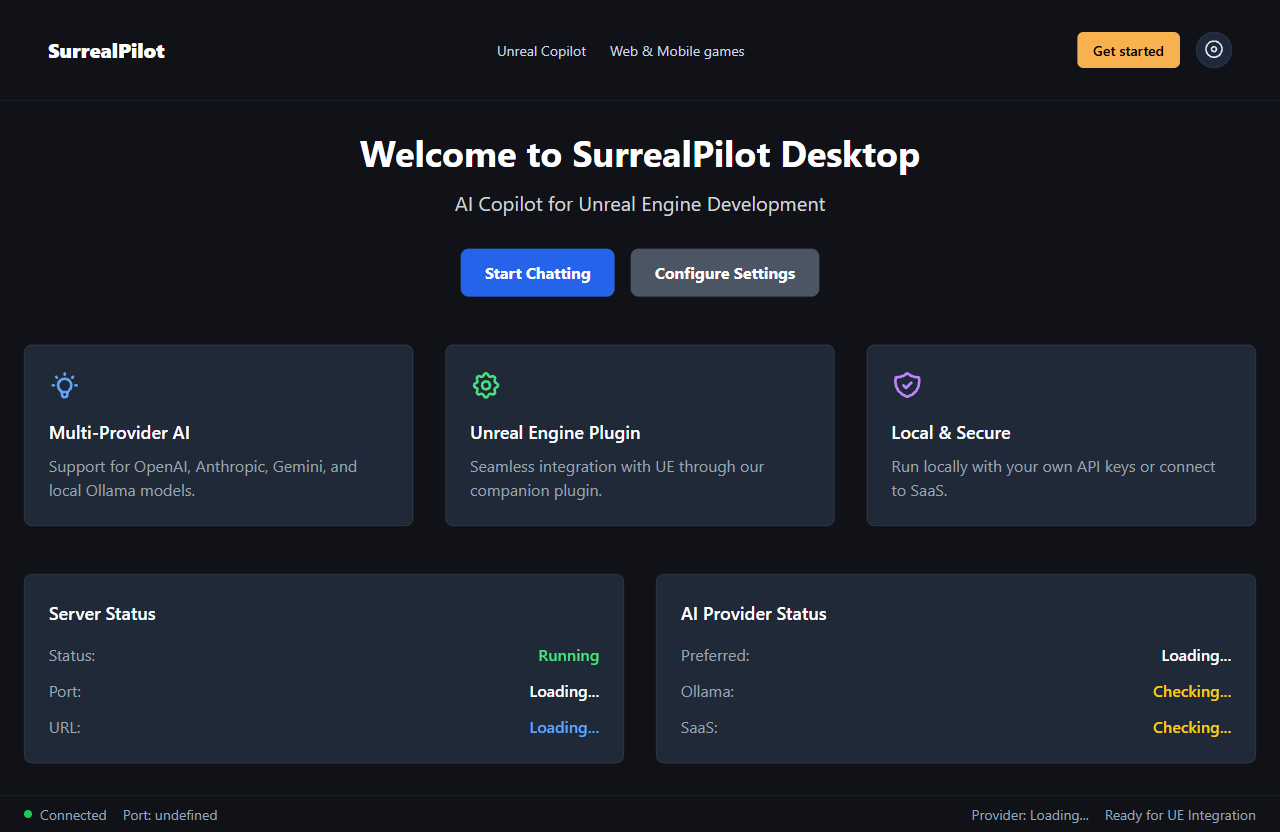 SurrealPilot
Unreal Copilot Web & Mobile games
Get started
Welcome to SurrealPilot Desktop
AI Copilot for Unreal Engine Development
Start Chatting
Configure Settings
Multi-Provider AI
Support for OpenAI, Anthropic, Gemini, and
local Ollama models.
Unreal Engine Plugin
Seamless integration with UE through our
companion plugin.
Local & Secure
Run locally with your own API keys or connect
to SaaS.
Server Status
Status: Running
Port: Loading...
URL: Loading...
AI Provider Status
Preferred: Loading...
Ollama: Checking...
SaaS: Checking...
Connected Port: undefined
Provider: Loading... Ready for UE Integration